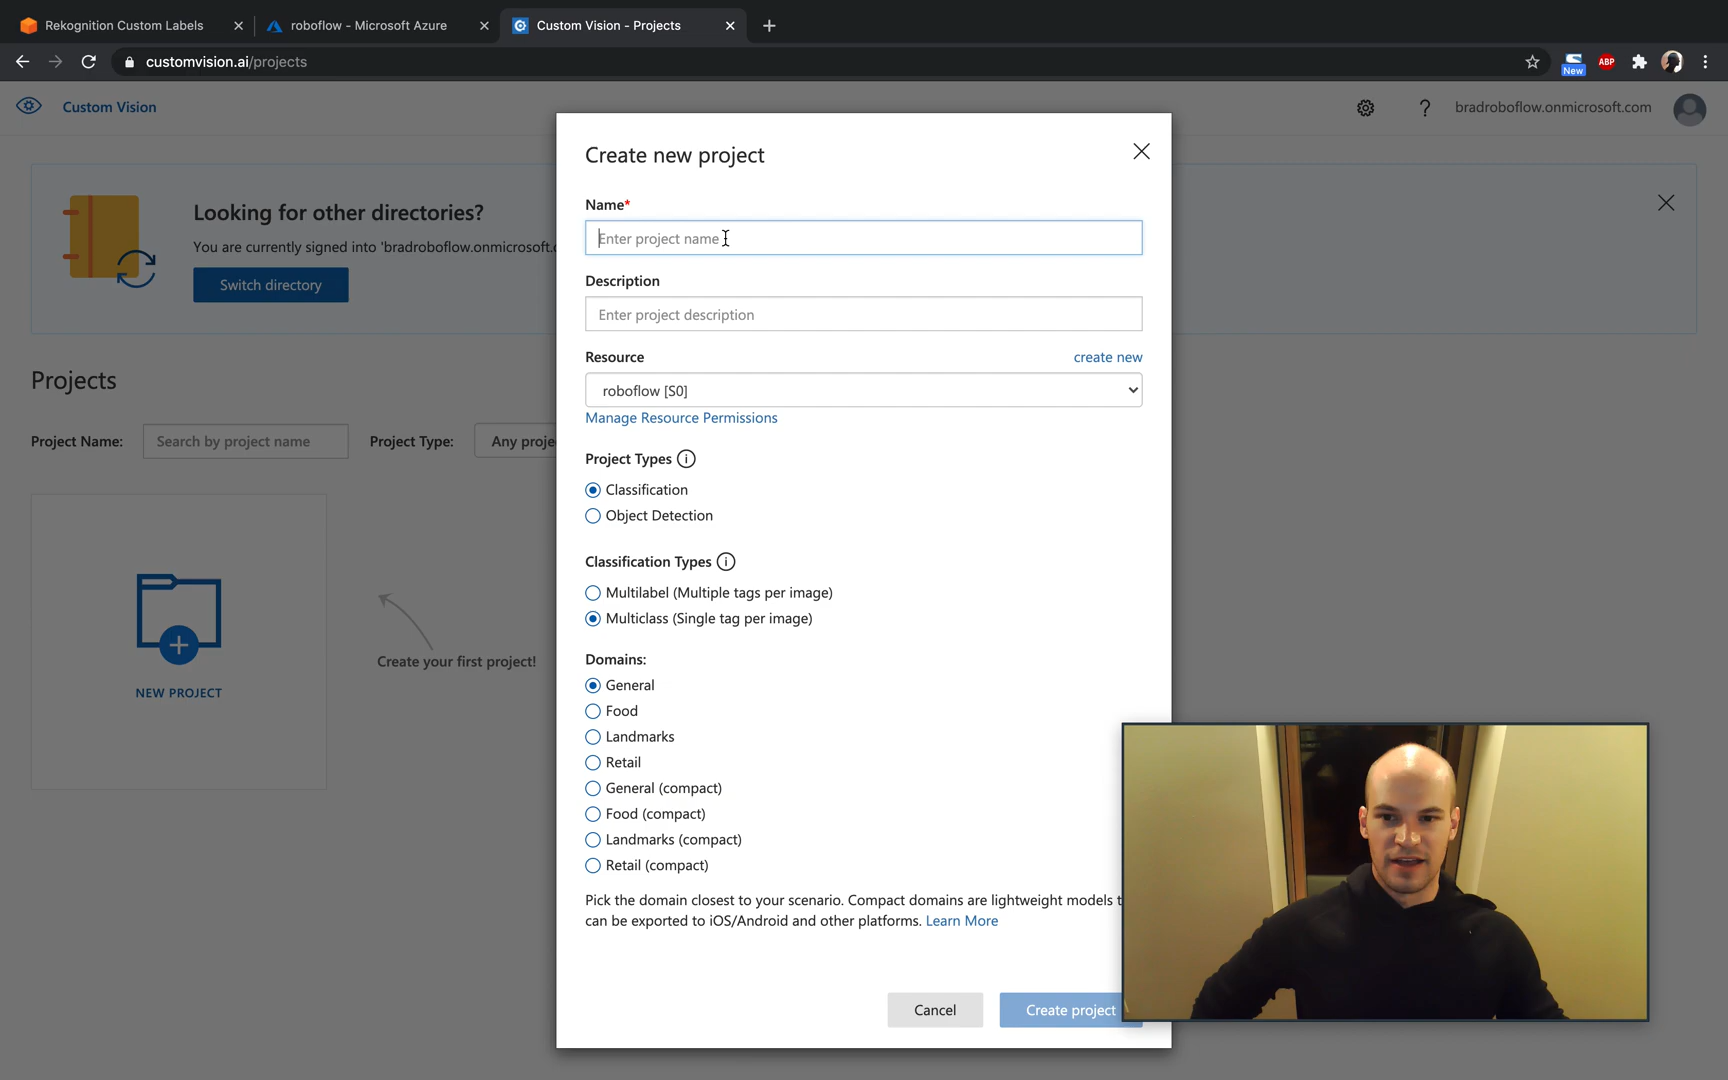 Rekognition Custom Labels
roboflow - Microsoft Azure
Custom Vision - Projects
customvision.ai/projects
New
ABP
Custom Vision
? bradroboflow.onmicrosoft.com
Create new project
Looking for other directories?
You are currently signed into 'bradroboflow.onmicrosoft.
Switch directory
Name*
Enter project name
Description
Enter project description
Resource create new
roboflow [S0]
Manage Resource Permissions
Projects
Project Name: Search by project name Project Type: Any proje
Project Types i
Classification
Object Detection
Classification Types i
Multilabel (Multiple tags per image)
Multiclass (Single tag per image)
Create your first project!
NEW PROJECT
Domains:
General
Food
Landmarks
Retail
General (compact)
Food (compact)
Landmarks (compact)
Retail (compact)
Pick the domain closest to your scenario. Compact domains are lightweight models t
can be exported to iOS/Android and other platforms. Learn More
Cancel
Create project